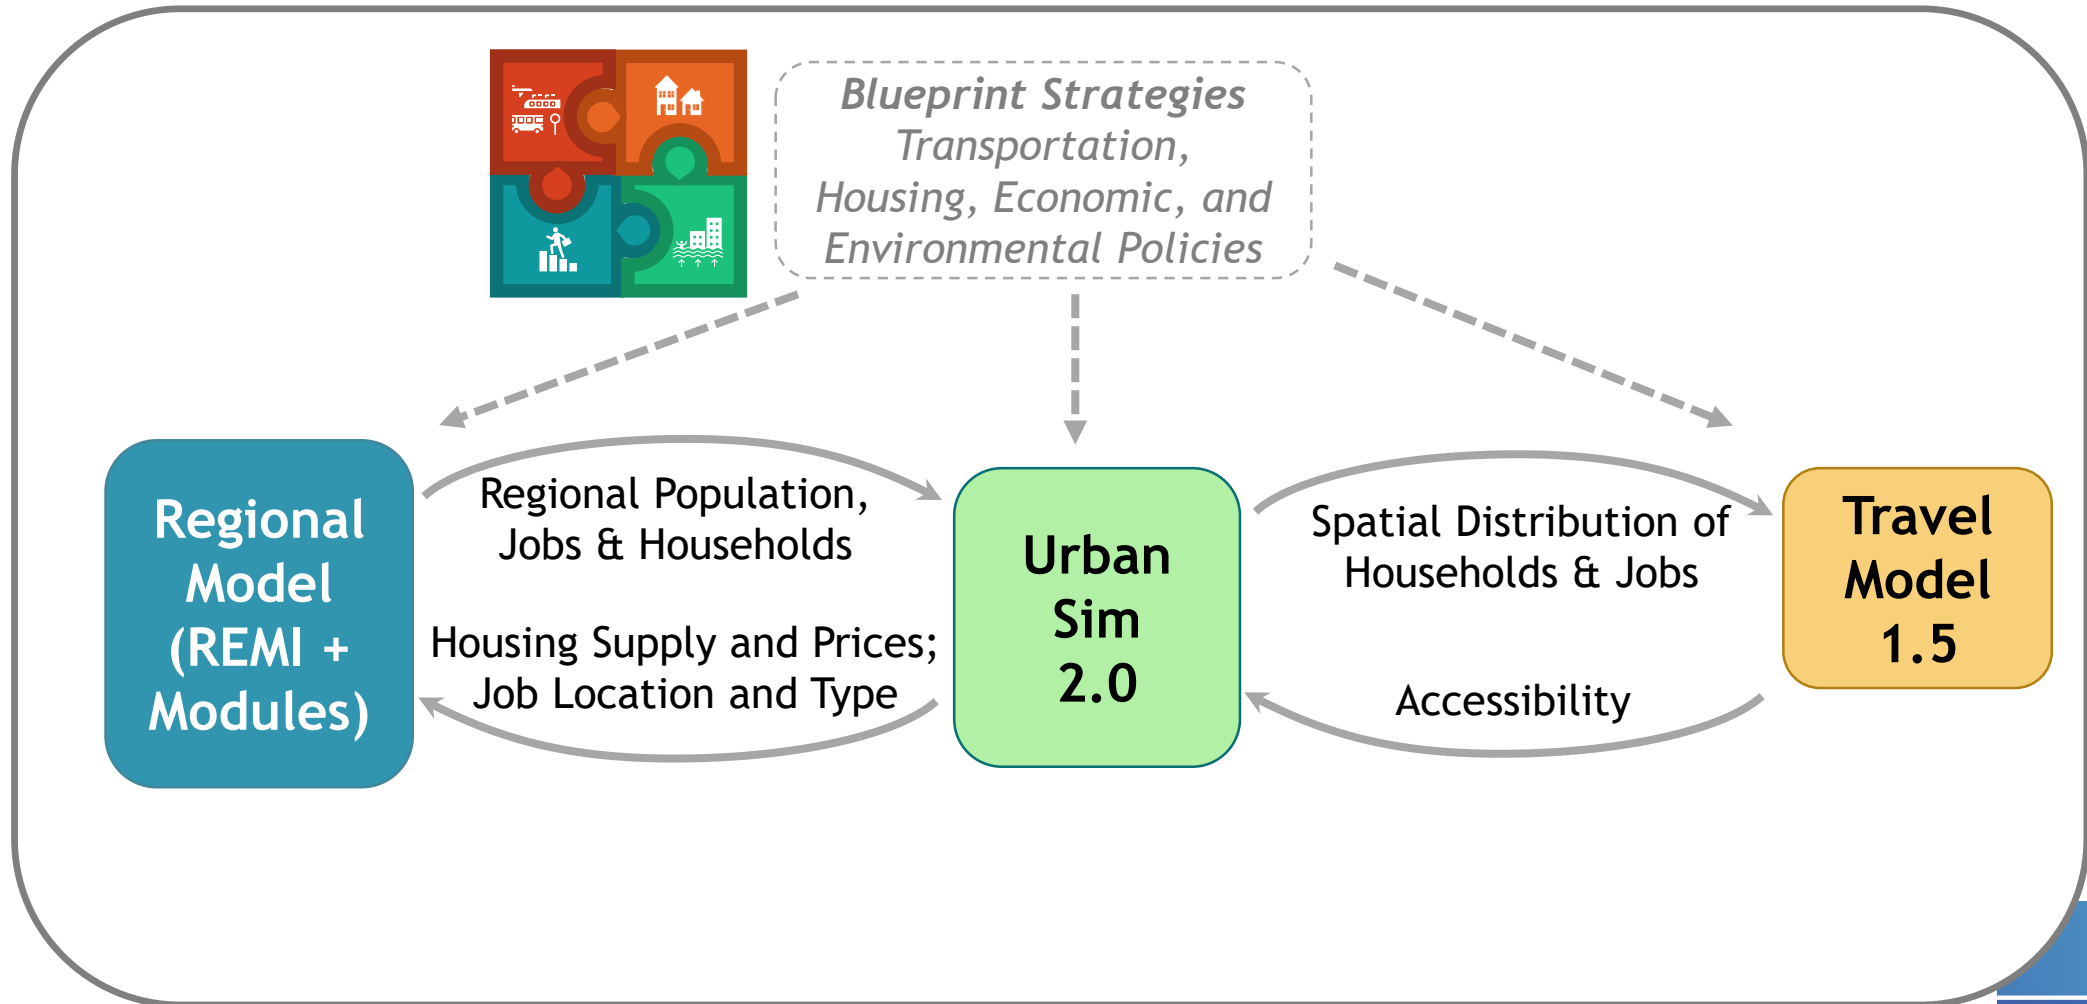 Blueprint Strategies
Transportation,
Housing, Economic, and
Environmental Policies
Regional
Model
(REMI +
Modules)
Regional Population,
Jobs & Households
Housing Supply and Prices;
Job Location and Type
Urban
Sim
2.0
Spatial Distribution of
Households & Jobs
Accessibility
Travel
Model
1.5